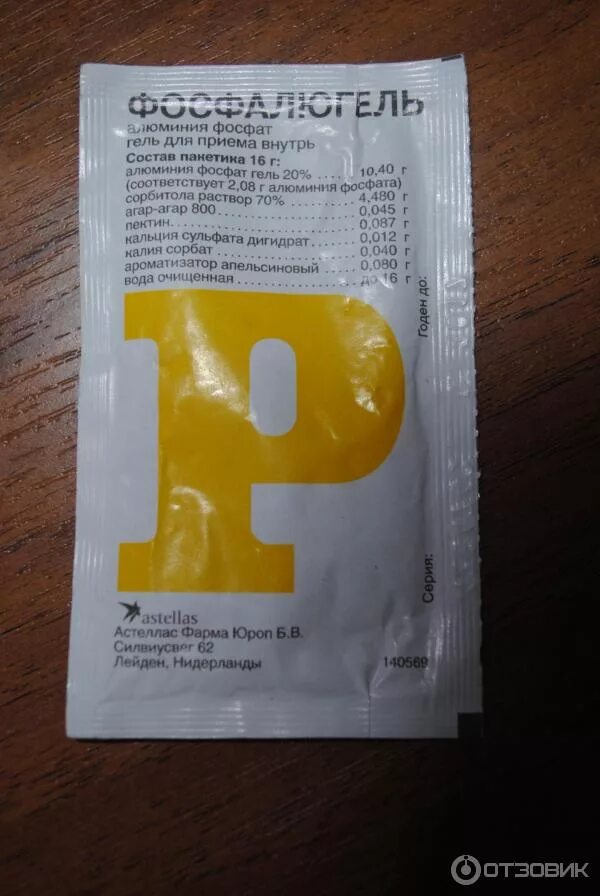 ФОСФАЛЮГЕЛЬ
алюминия фосфат
гель для приема внутрь
Состав пакетика 16 г:
алюминия фосфат гель 20% ..... 10,40 г
(соответствует 2,08 г алюминия фосфата)
сорбитола раствор 70% ........ 4,480 г
агар-агар 800 ........ 0,045 г
пектин ........ 0,087 г
кальция сульфата дигидрат ..... 0,012 г
калия сорбат ........ 0,040 г
ароматизатор апельсиновый ..... 0,080 г
вода очищенная ........ до 16 г
Годен до:
P
Серия:
astellas
Астеллас Фарма Юроп Б.В.
Силвиусвег 62
Лейден, Нидерланды
140569
ОТЗОВИК